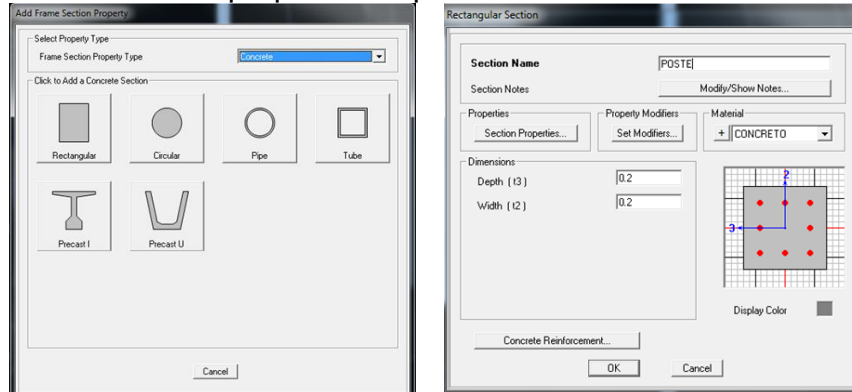 Add Frame Section Property
Select Property Type
Frame Section Property Type
Concrete
Click to Add a Concrete Section
Rectangular
Circular
Pipe
Tube
Precast I
Precast U
Cancel
Rectangular Section
Section Name
POSTE
Section Notes
Modify/Show Notes...
Properties
Property Modifiers
Material
Section Properties...
Set Modifiers...
+ CONCRETO
Dimensions
Depth ( t3 )
0.2
Width ( t2 )
0.2
2
3
Display Color
Concrete Reinforcement...
OK
Cancel